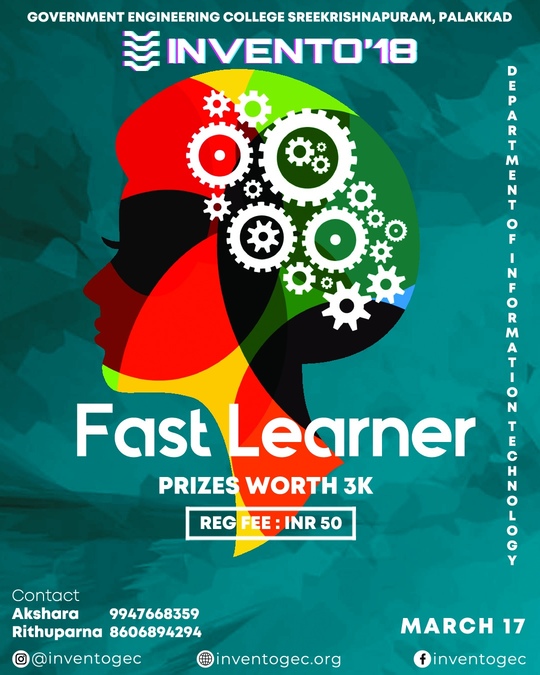 GOVERNMENT ENGINEERING COLLEGE SREEKRISHNAPURAM, PALAKKAD
INVENTO'18
DEPARTMENT OF INFORMATION TECHNOLOGY
Fast Learner
PRIZES WORTH 3K
REG FEE : INR 50
Contact
Akshara 9947668359
Rithuparna 8606894294
MARCH 17
@inventogec
inventogec.org
inventogec